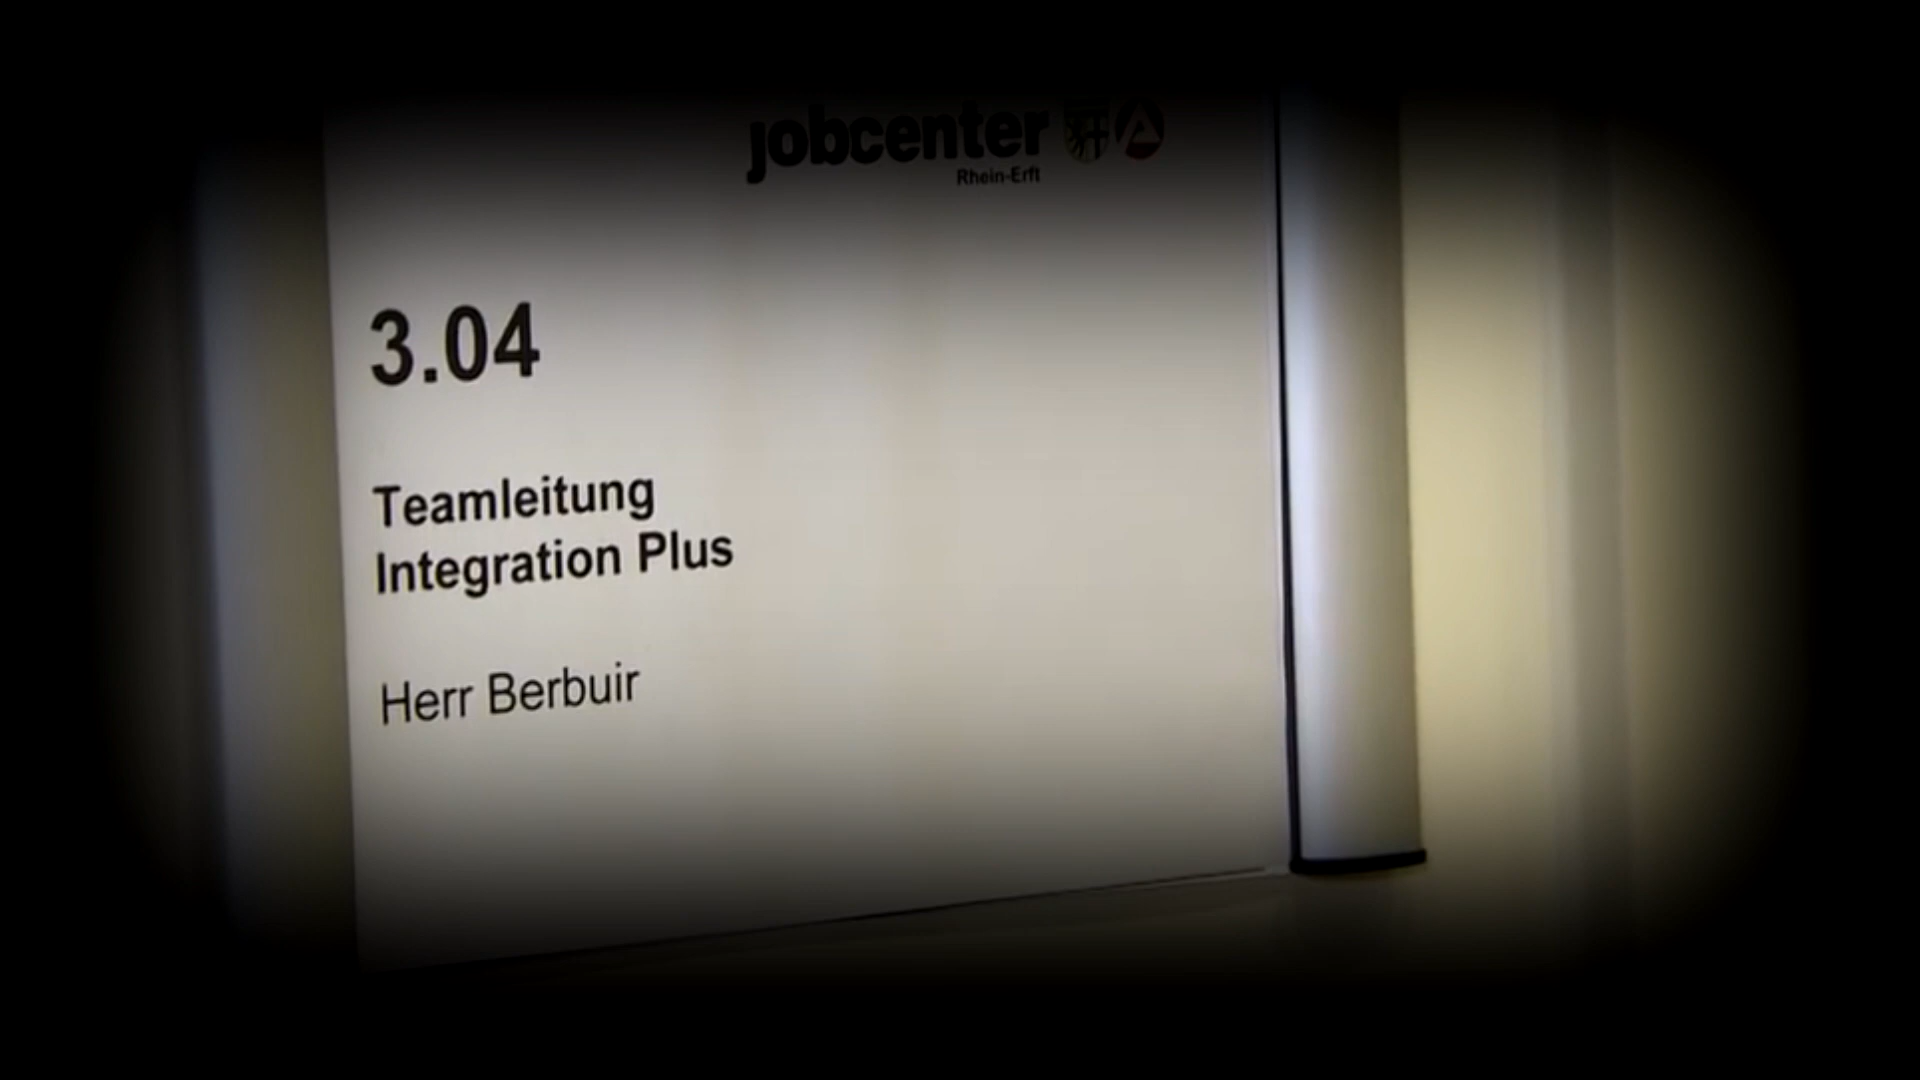 jobcenter
Rhein-Erft
3.04
Teamleitung
Integration Plus
Herr Berbuir